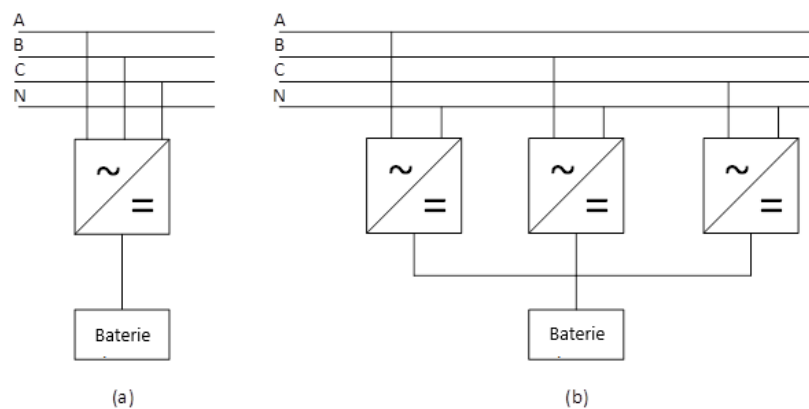 A
B
C
N
~
=
Baterie
(a)
A
B
C
N
~
=
~
=
~
=
Baterie
(b)